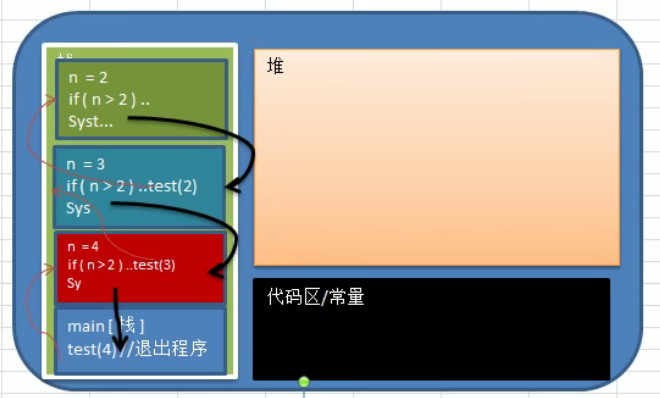 n = 2
if ( n > 2 ) ..
Syst...
n = 3
if ( n > 2 ) ..test(2)
Sys
n = 4
if ( n > 2 ) ..test(3)
Sy
main [ 栈 ]
test(4) //退出程序
堆
代码区/常量